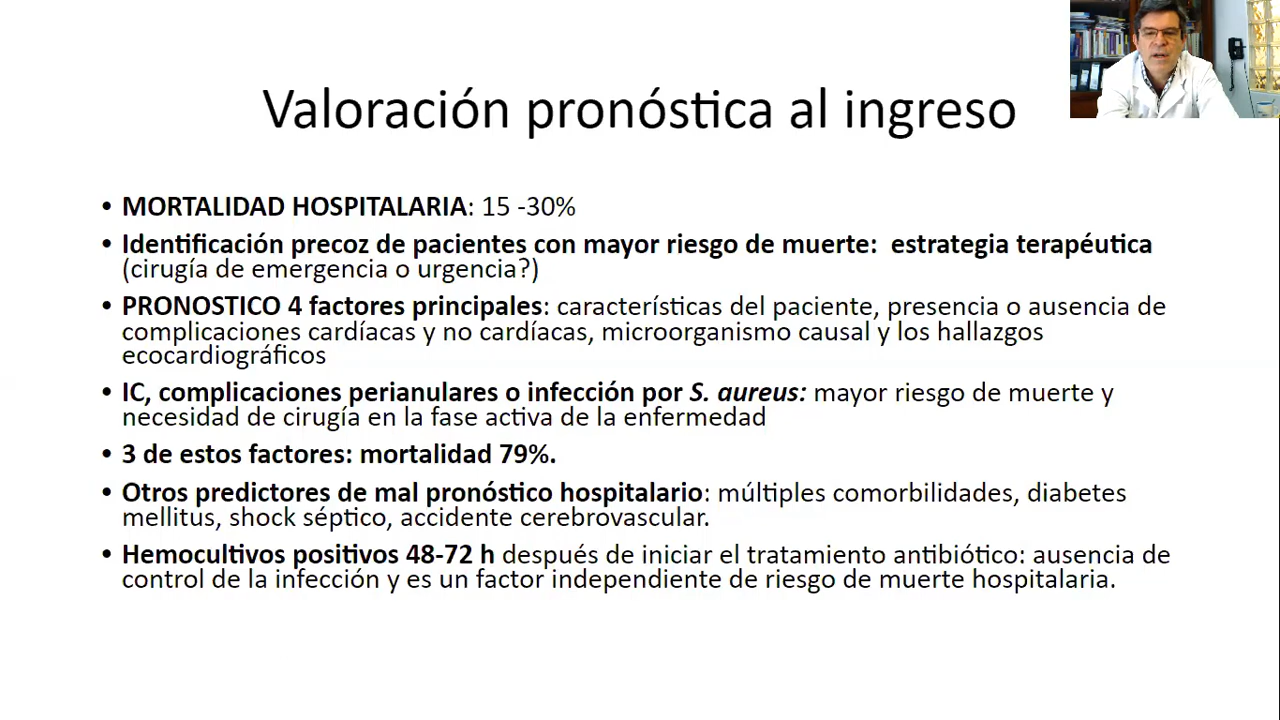 Valoración pronóstica al ingreso
• MORTALIDAD HOSPITALARIA: 15 -30%
• Identificación precoz de pacientes con mayor riesgo de muerte:  estrategia terapéutica
(cirugía de emergencia o urgencia?)
• PRONOSTICO 4 factores principales: características del paciente, presencia o ausencia de
complicaciones cardíacas y no cardíacas, microorganismo causal y los hallazgos
ecocardiográficos
• IC, complicaciones perianulares o infección por S. aureus: mayor riesgo de muerte y
necesidad de cirugía en la fase activa de la enfermedad
• 3 de estos factores: mortalidad 79%.
• Otros predictores de mal pronóstico hospitalario: múltiples comorbilidades, diabetes
mellitus, shock séptico, accidente cerebrovascular.
• Hemocultivos positivos 48-72 h después de iniciar el tratamiento antibiótico: ausencia de
control de la infección y es un factor independiente de riesgo de muerte hospitalaria.